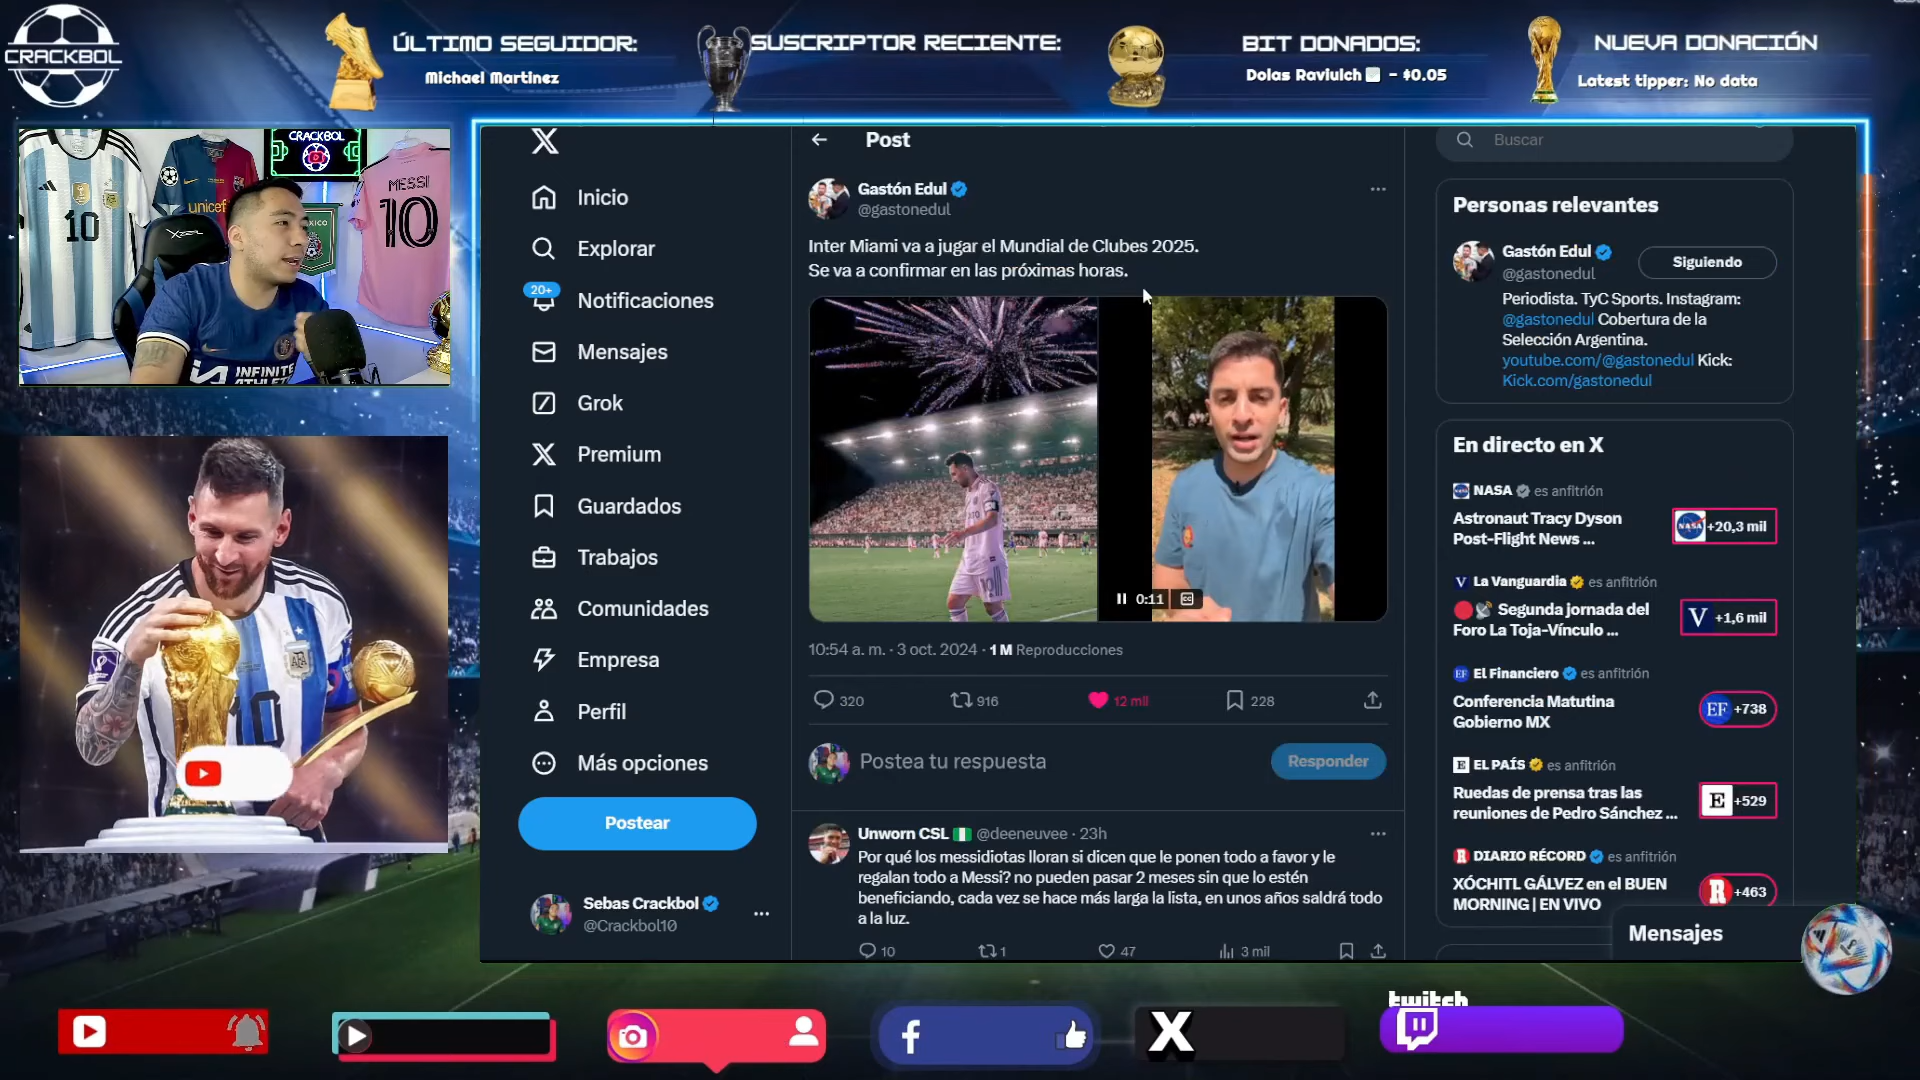 CRACKBOL
ÚLTIMO SEGUIDOR:
Michael Martinez
SUSCRIPTOR RECIENTE:
BIT DONADOS:
Dolas Raviulch - $0.05
NUEVA DONACIÓN
Latest tipper: No data
CRACKBOL
10
unicef
MESSI
10
MÉXICO
INFINITE
ATHLETE
10
AFA
Inicio
Explorar
20+
Notificaciones
Mensajes
Grok
Premium
Guardados
Trabajos
Comunidades
Empresa
Perfil
Más opciones
Postear
Sebas Crackbol
@Crackbol10
Post
Gastón Edul
@gastonedul
Inter Miami va a jugar el Mundial de Clubes 2025.
Se va a confirmar en las próximas horas.
0:11
CC
10:54 a. m. · 3 oct. 2024 · 1 M Reproducciones
320
916
12 mil
228
Postea tu respuesta
Responder
Unworn CSL @deeneuvee · 23h
Por qué los messidiotas lloran si dicen que le ponen todo a favor y le
regalan todo a Messi? no pueden pasar 2 meses sin que lo estén
beneficiando, cada vez se hace más larga la lista, en unos años saldrá todo
a la luz.
10
1
47
3 mil
Buscar
Personas relevantes
Gastón Edul
@gastonedul
Siguiendo
Periodista. TyC Sports. Instagram:
@gastonedul Cobertura de la
Selección Argentina.
youtube.com/@gastonedul Kick:
Kick.com/gastonedul
En directo en X
NASA es anfitrión
Astronaut Tracy Dyson
Post-Flight News ...
NASA
+20,3 mil
La Vanguardia es anfitrión
Segunda jornada del
Foro La Toja-Vínculo ...
V
+1,6 mil
El Financiero es anfitrión
Conferencia Matutina
Gobierno MX
EF
+738
EL PAÍS es anfitrión
Ruedas de prensa tras las
reuniones de Pedro Sánchez ...
E
+529
DIARIO RÉCORD es anfitrión
XÓCHITL GÁLVEZ en el BUEN
MORNING | EN VIVO
R
+463
Mensajes
twitch